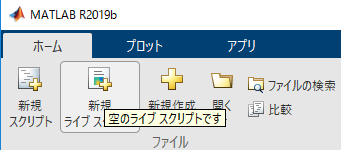 MATLAB R2019b
ホーム プロット アプリ
新規 スクリプト
新規 ライブ ス
新規作成
開く
ファイルの検索
比較
空のライブ スクリプトです
ファイル